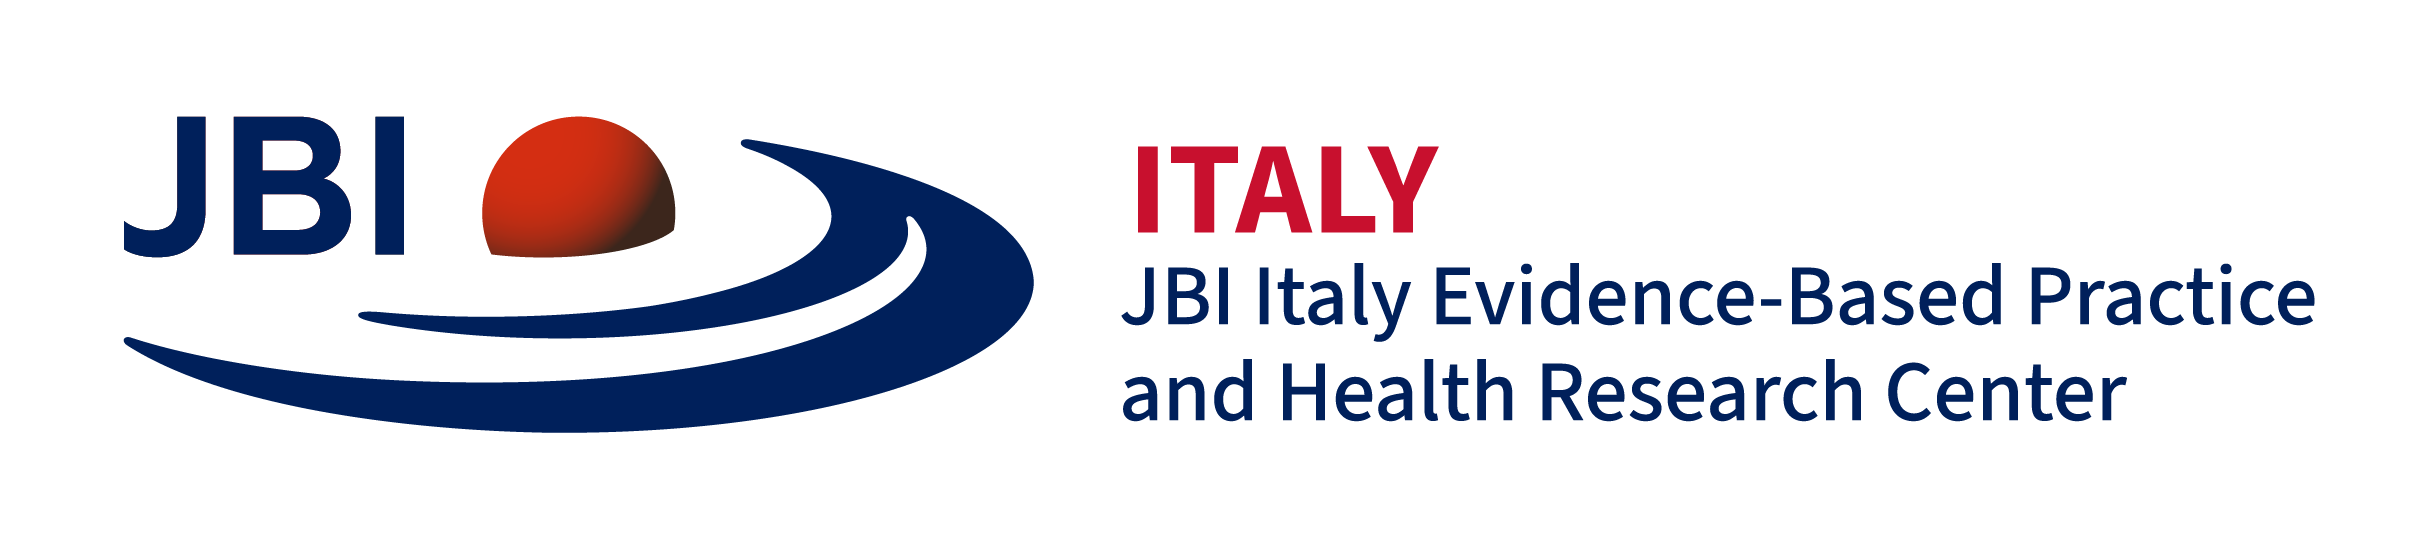 JBI
ITALY
JBI Italy Evidence-Based Practice
and Health Research Center